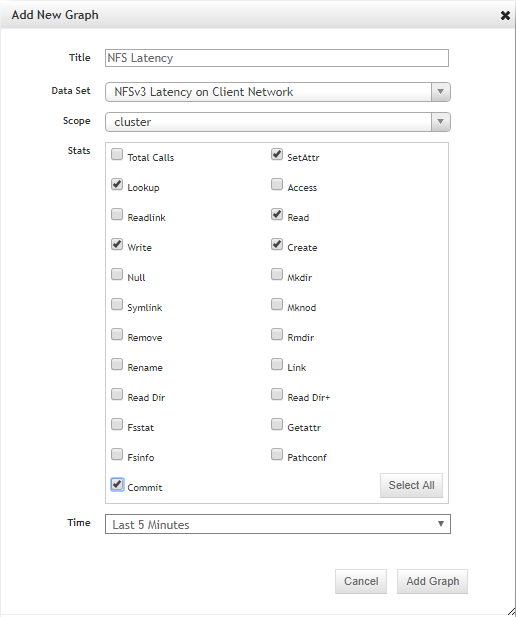 Add New Graph
Title NFS Latency
Data Set NFSv3 Latency on Client Network
Scope cluster
Stats Total Calls SetAttr
Lookup Access
Readlink Read
Write Create
Null Mkdir
Symlink Mknod
Remove Rmdir
Rename Link
Read Dir Read Dir+
Fsstat Getattr
Fsinfo Pathconf
Commit Select All
Time Last 5 Minutes
Cancel Add Graph